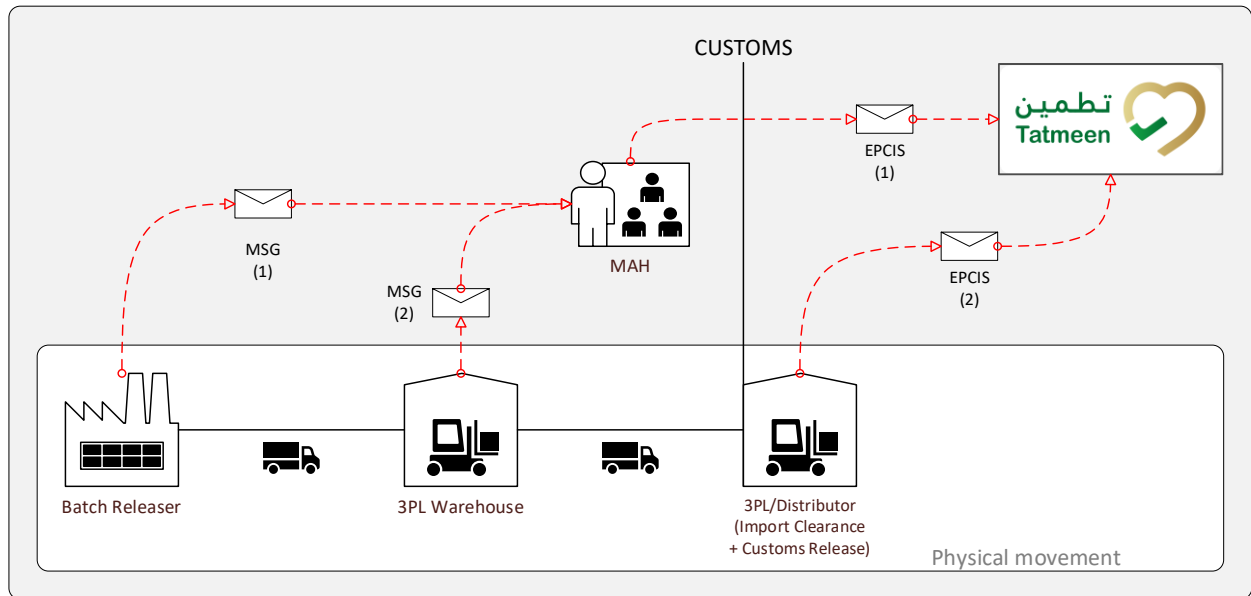 CUSTOMS
تطمين
Tatmeen
EPCIS
(1)
MSG
(1)
MAH
EPCIS
(2)
MSG
(2)
Batch Releaser
3PL Warehouse
3PL/Distributor
(Import Clearance
+ Customs Release)
Physical movement